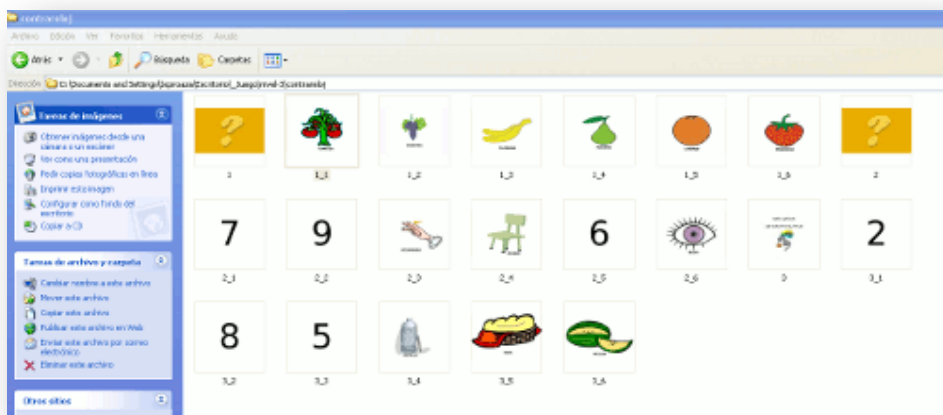 contrareloj
Archivo Edición Ver Favoritos Herramientas Ayuda
Atrás Búsqueda Carpetas
Dirección
Tareas de imágenes
Obtener imágenes desde una
cámara o un escáner
Ver como una presentación
Pedir copias fotográficas en línea
Imprimir esta imagen
Configurar como fondo del
escritorio
Copiar a CD
Tareas de archivo y carpeta
Cambiar nombre a este archivo
Mover este archivo
Copiar este archivo
Publicar este archivo en Web
Enviar este archivo por correo
electrónico
Eliminar este archivo
Otros sitios
? ?
1 1_1 1_2 1_3 1_4 1_5 1_6 2
7 9 6 2
2_1 2_2 2_3 2_4 2_5 2_6 3 3_1
8 5
3_2 3_3 3_4 3_5 3_6